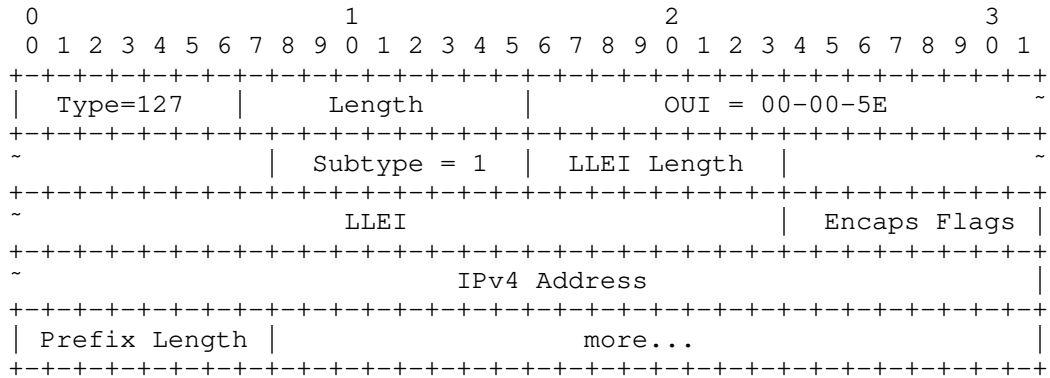 0                   1                   2                   3
0 1 2 3 4 5 6 7 8 9 0 1 2 3 4 5 6 7 8 9 0 1 2 3 4 5 6 7 8 9 0 1
+-+-+-+-+-+-+-+-+-+-+-+-+-+-+-+-+-+-+-+-+-+-+-+-+-+-+-+-+-+-+-+-+
|  Type=127   |     Length      |        OUI = 00-00-5E         ~
+-+-+-+-+-+-+-+-+-+-+-+-+-+-+-+-+-+-+-+-+-+-+-+-+-+-+-+-+-+-+-+-+
~               |  Subtype = 1  |  LLEI Length  |               ~
+-+-+-+-+-+-+-+-+-+-+-+-+-+-+-+-+-+-+-+-+-+-+-+-+-+-+-+-+-+-+-+-+
~                    LLEI                       |  Encaps Flags |
+-+-+-+-+-+-+-+-+-+-+-+-+-+-+-+-+-+-+-+-+-+-+-+-+-+-+-+-+-+-+-+-+
~                           IPv4 Address                        |
+-+-+-+-+-+-+-+-+-+-+-+-+-+-+-+-+-+-+-+-+-+-+-+-+-+-+-+-+-+-+-+-+
| Prefix Length |                   more...                     |
+-+-+-+-+-+-+-+-+-+-+-+-+-+-+-+-+-+-+-+-+-+-+-+-+-+-+-+-+-+-+-+-+